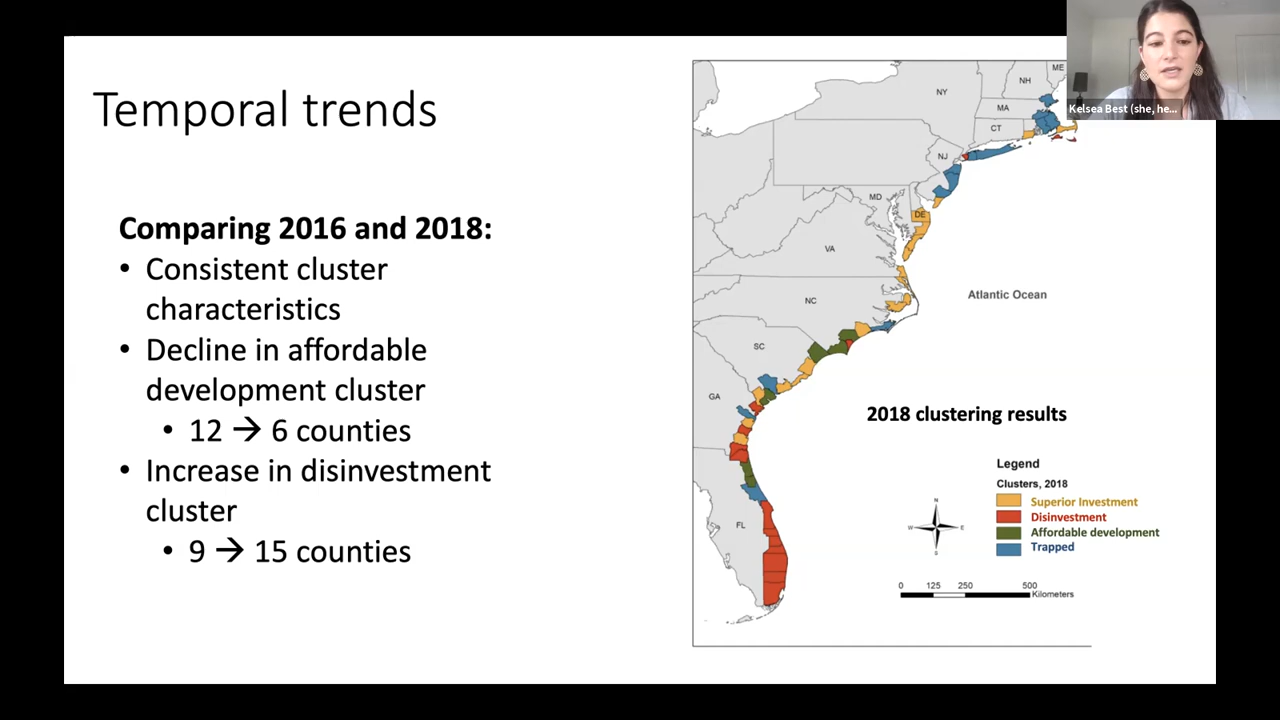 Temporal trends
Comparing 2016 and 2018:
• Consistent cluster
characteristics
• Decline in affordable
development cluster
• 12 → 6 counties
• Increase in disinvestment
cluster
• 9 → 15 counties
ME
NH
NY
MA
CT
NJ
MD
DE
VA
NC
SC
GA
FL
Atlantic Ocean
2018 clustering results
Legend
Clusters, 2018
Superior Investment
Disinvestment
Affordable development
Trapped
N
W
E
S
0 125 250 500
Kilometers
Kelsea Best (she, he...